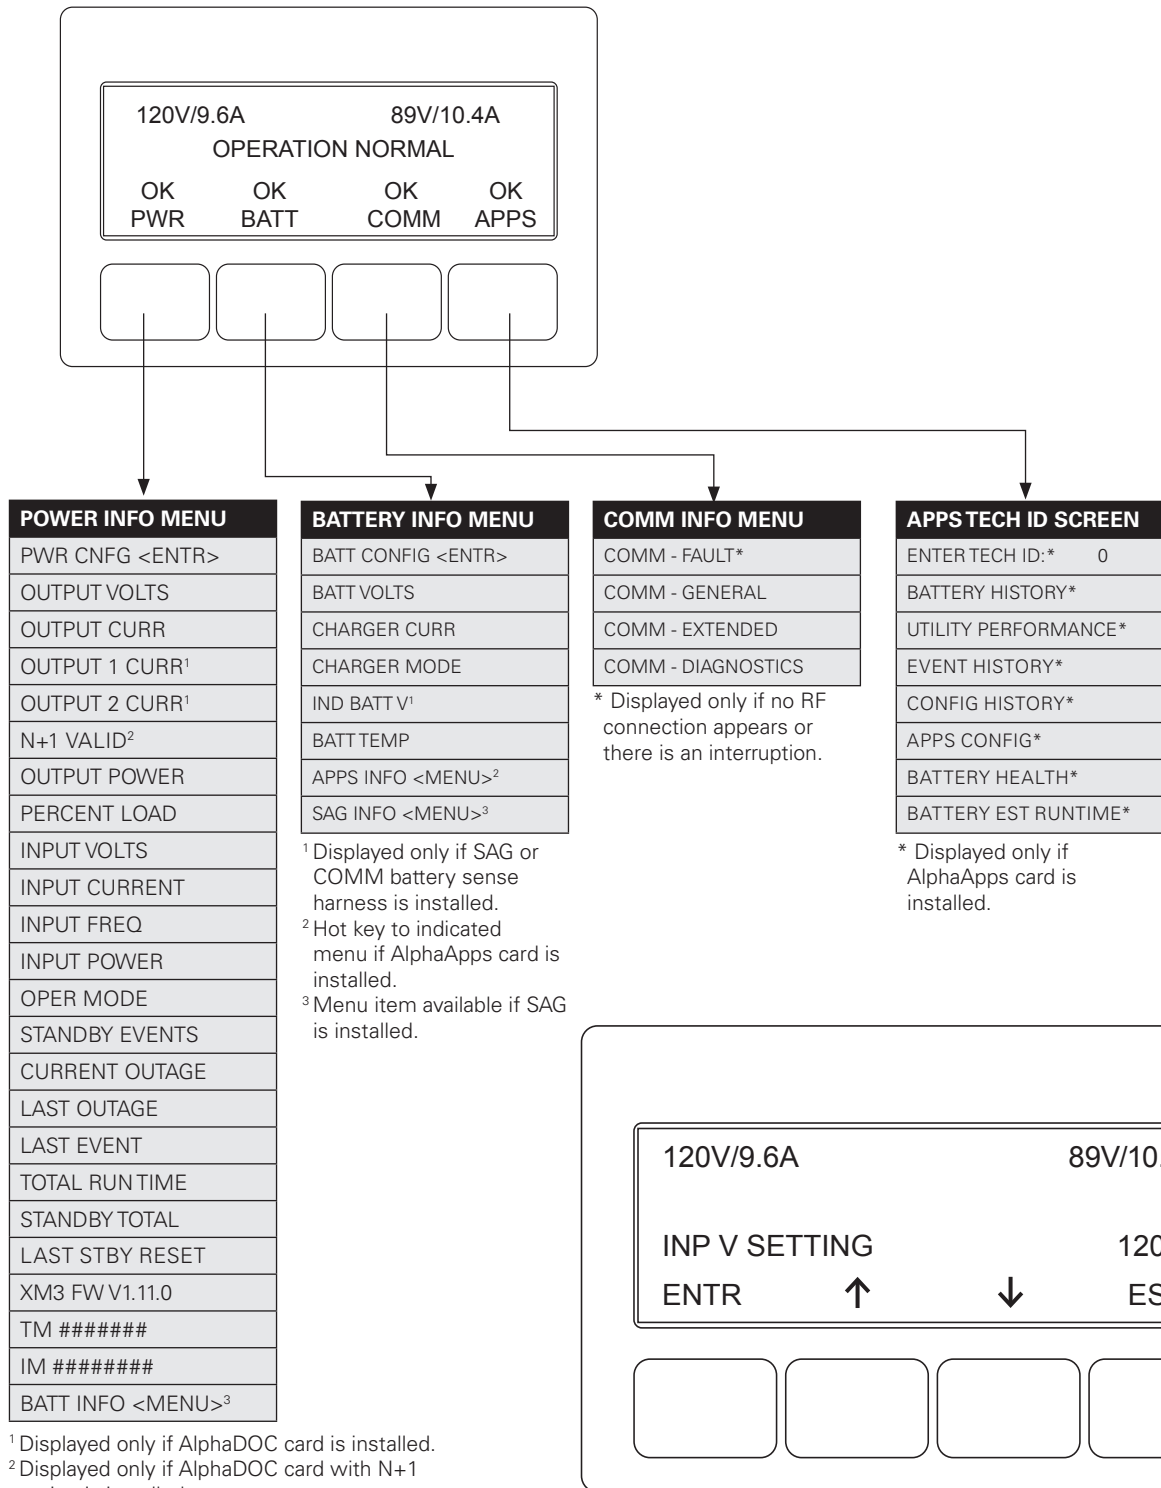 120V/9.6A 89V/10.4A
OPERATION NORMAL
OK OK OK OK
PWR BATT COMM APPS
POWER INFO MENU
PWR CNFG <ENTR>
OUTPUT VOLTS
OUTPUT CURR
OUTPUT 1 CURR¹
OUTPUT 2 CURR¹
N+1 VALID²
OUTPUT POWER
PERCENT LOAD
INPUT VOLTS
INPUT CURRENT
INPUT FREQ
INPUT POWER
OPER MODE
STANDBY EVENTS
CURRENT OUTAGE
LAST OUTAGE
LAST EVENT
TOTAL RUN TIME
STANDBY TOTAL
LAST STBY RESET
XM3 FW V1.11.0
TM #######
IM ########
BATT INFO <MENU>³
¹ Displayed only if AlphaDOC card is installed.
² Displayed only if AlphaDOC card with N+1
BATTERY INFO MENU
BATT CONFIG <ENTR>
BATT VOLTS
CHARGER CURR
CHARGER MODE
IND BATT V¹
BATT TEMP
APPS INFO <MENU>²
SAG INFO <MENU>³
¹ Displayed only if SAG or
COMM battery sense
harness is installed.
² Hot key to indicated
menu if AlphaApps card is
installed.
³ Menu item available if SAG
is installed.
COMM INFO MENU
COMM - FAULT*
COMM - GENERAL
COMM - EXTENDED
COMM - DIAGNOSTICS
* Displayed only if no RF
connection appears or
there is an interruption.
APPS TECH ID SCREEN
ENTER TECH ID:* 0
BATTERY HISTORY*
UTILITY PERFORMANCE*
EVENT HISTORY*
CONFIG HISTORY*
APPS CONFIG*
BATTERY HEALTH*
BATTERY EST RUNTIME*
* Displayed only if
AlphaApps card is
installed.
120V/9.6A 89V/10.
INP V SETTING 120
ENTR ↑ ↓ ES